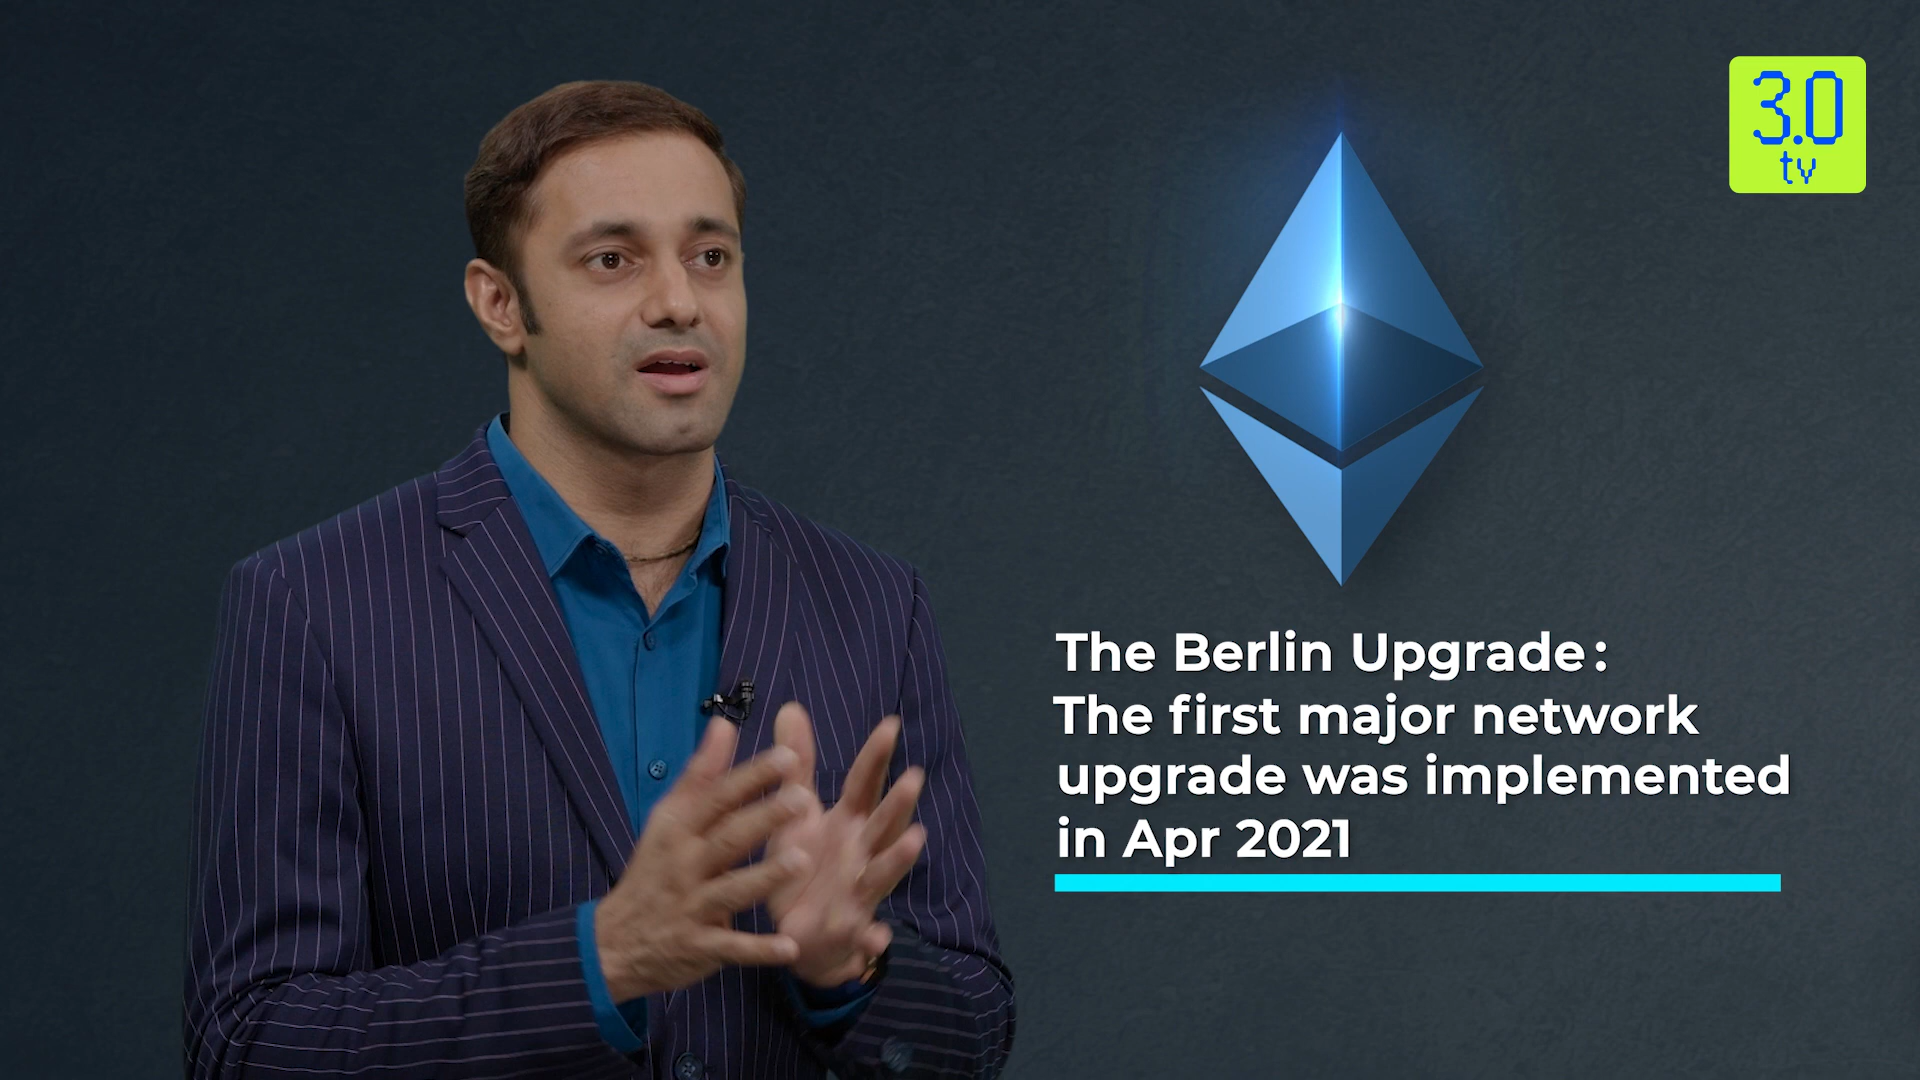 3.0
tv
The Berlin Upgrade:
The first major network
upgrade was implemented
in Apr 2021